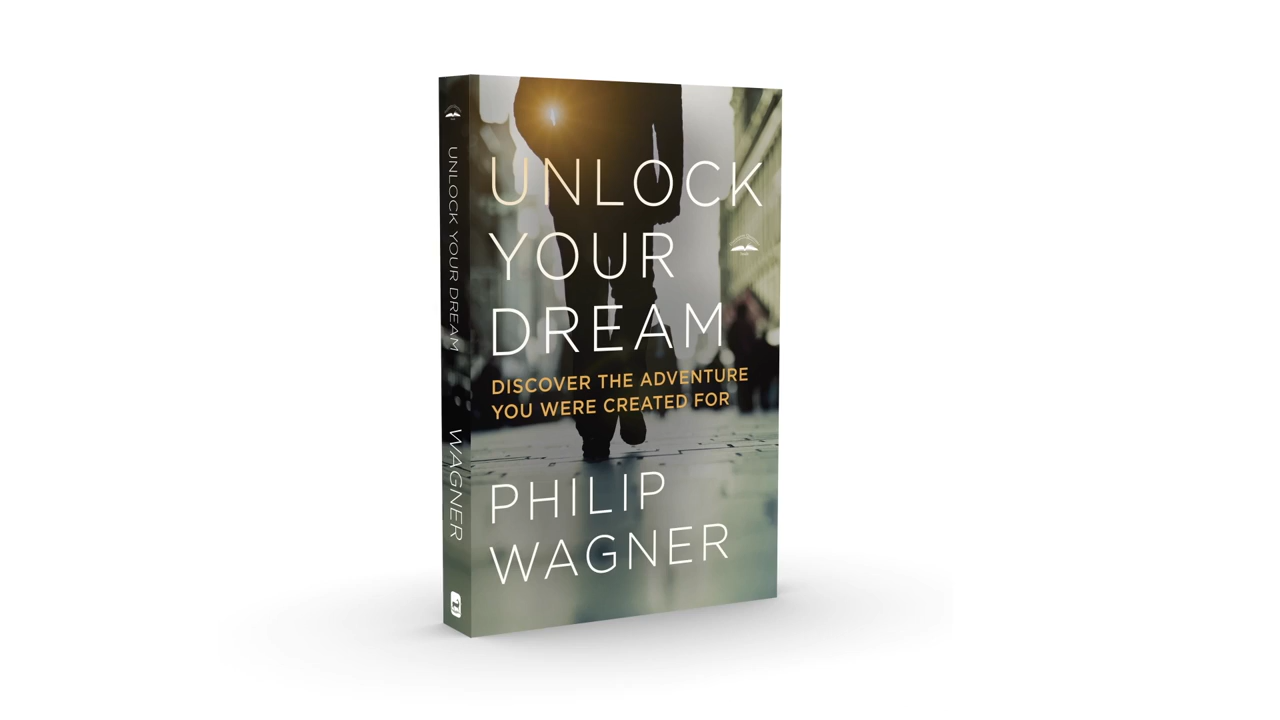 UNLOCK YOUR DREAM
WAGNER
UNLOCK
YOUR
DREAM
DISCOVER THE ADVENTURE
YOU WERE CREATED FOR
PHILIP
WAGNER